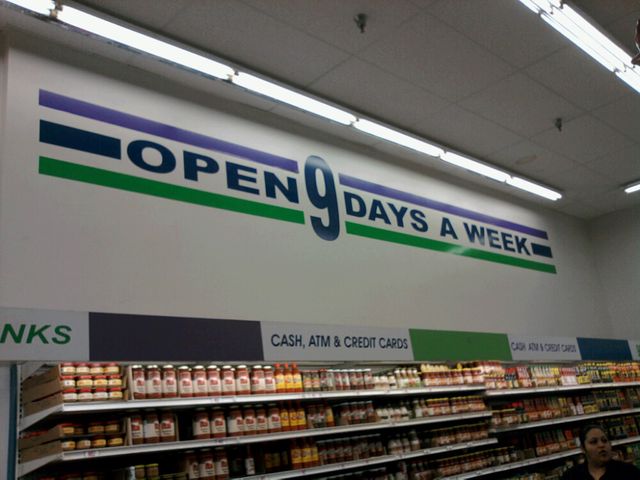 OPEN 9 DAYS A WEEK
NKS
CASH, ATM & CREDIT CARDS
CASH, ATM & CREDIT CARDS